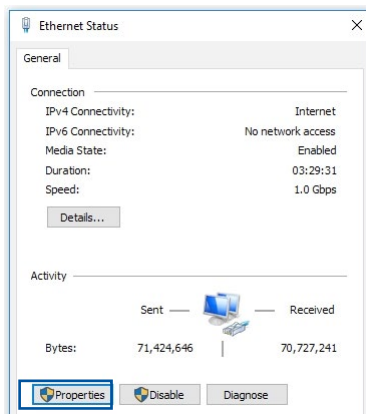 Ethernet Status
General
Connection
IPv4 Connectivity: Internet
IPv6 Connectivity: No network access
Media State: Enabled
Duration: 03:29:31
Speed: 1.0 Gbps
Details...
Activity
Sent — — Received
Bytes: 71,424,646 | 70,727,241
Properties Disable Diagnose